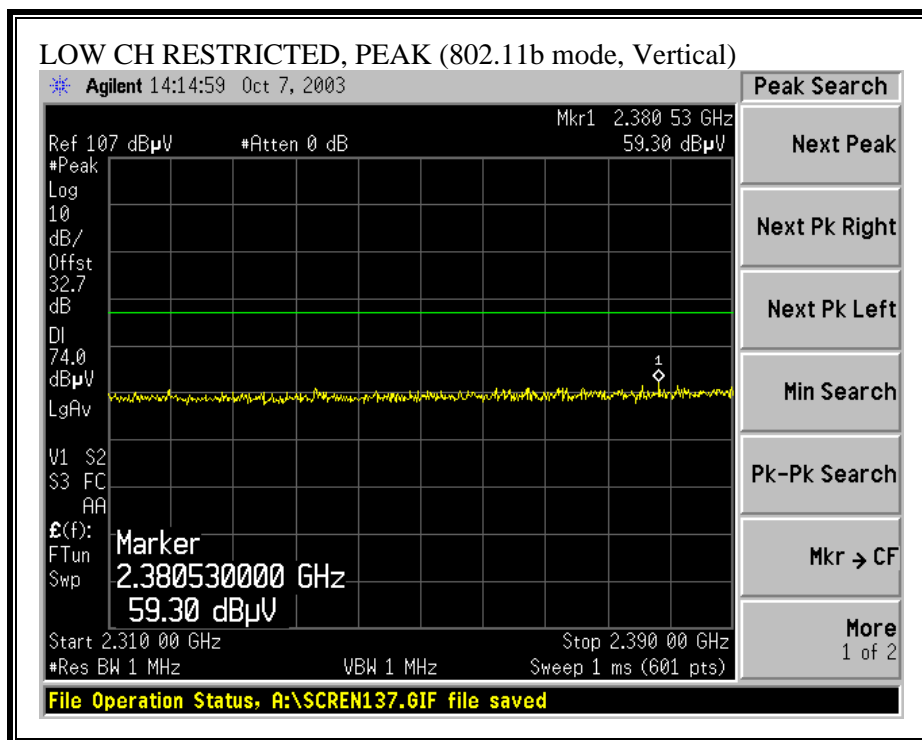 LOW CH RESTRICTED, PEAK (802.11b mode, Vertical)
Agilent 14:14:59 Oct 7, 2003
Peak Search
Mkr1 2.380 53 GHz
Ref 107 dBµV #Atten 0 dB 59.30 dBµV
#Peak
Log
10
dB/
Offst
32.7
dB
DI
74.0
dBµV
LgAv
V1 S2
S3 FC
AA
£(f):
FTun
Swp
1
Marker
2.380530000 GHz
59.30 dBµV
Start 2.310 00 GHz Stop 2.390 00 GHz
#Res BW 1 MHz VBW 1 MHz Sweep 1 ms (601 pts)
Next Peak
Next Pk Right
Next Pk Left
Min Search
Pk-Pk Search
Mkr → CF
More
1 of 2
File Operation Status, A:\SCREN137.GIF file saved